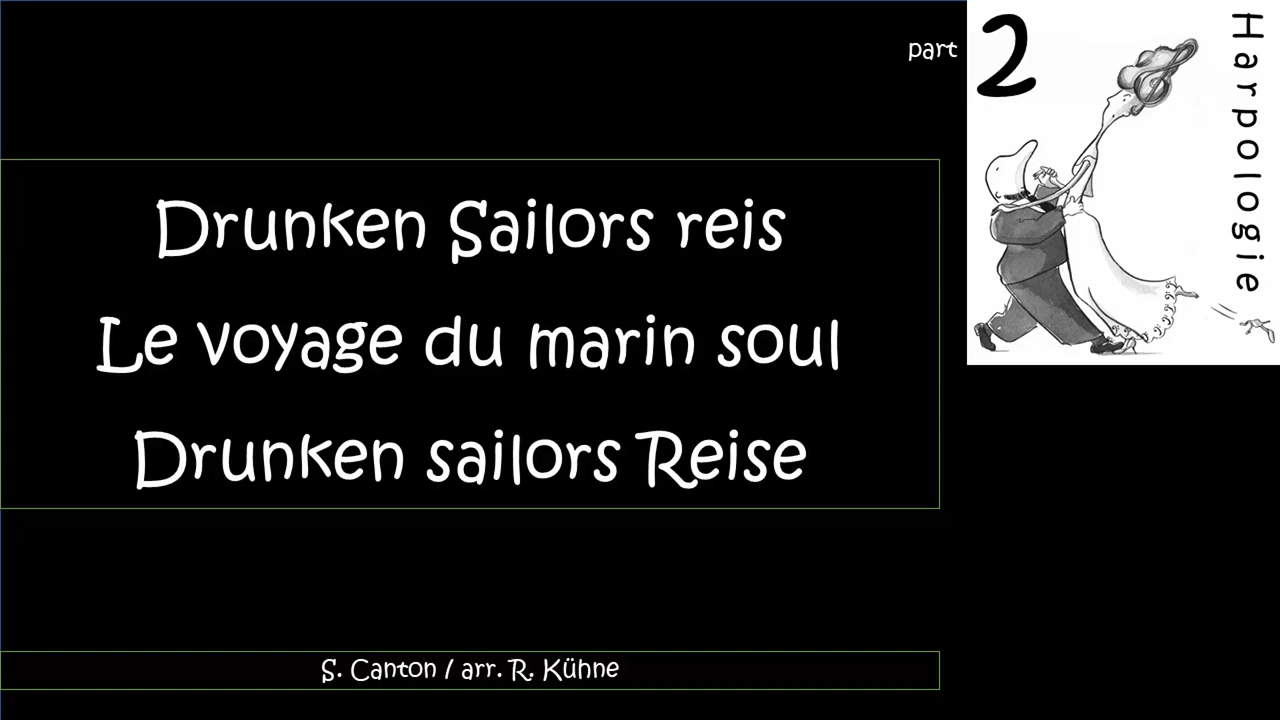 part 2
Harpologie
Drunken Sailors reis
Le voyage du marin soul
Drunken sailors Reise
S. Canton / arr. R. Kühne